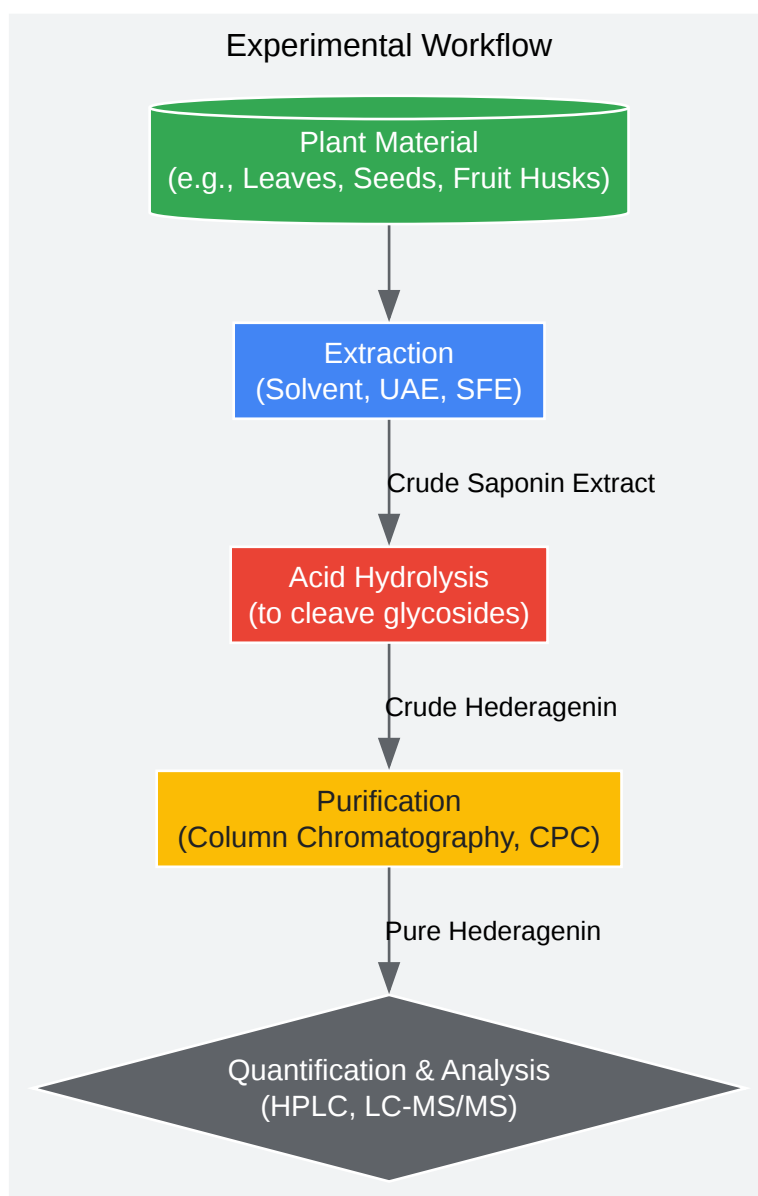 Experimental Workflow
Plant Material
(e.g., Leaves, Seeds, Fruit Husks)
Extraction
(Solvent, UAE, SFE)
Crude Saponin Extract
Acid Hydrolysis
(to cleave glycosides)
Crude Hederagenin
Purification
(Column Chromatography, CPC)
Pure Hederagenin
Quantification & Analysis
(HPLC, LC-MS/MS)